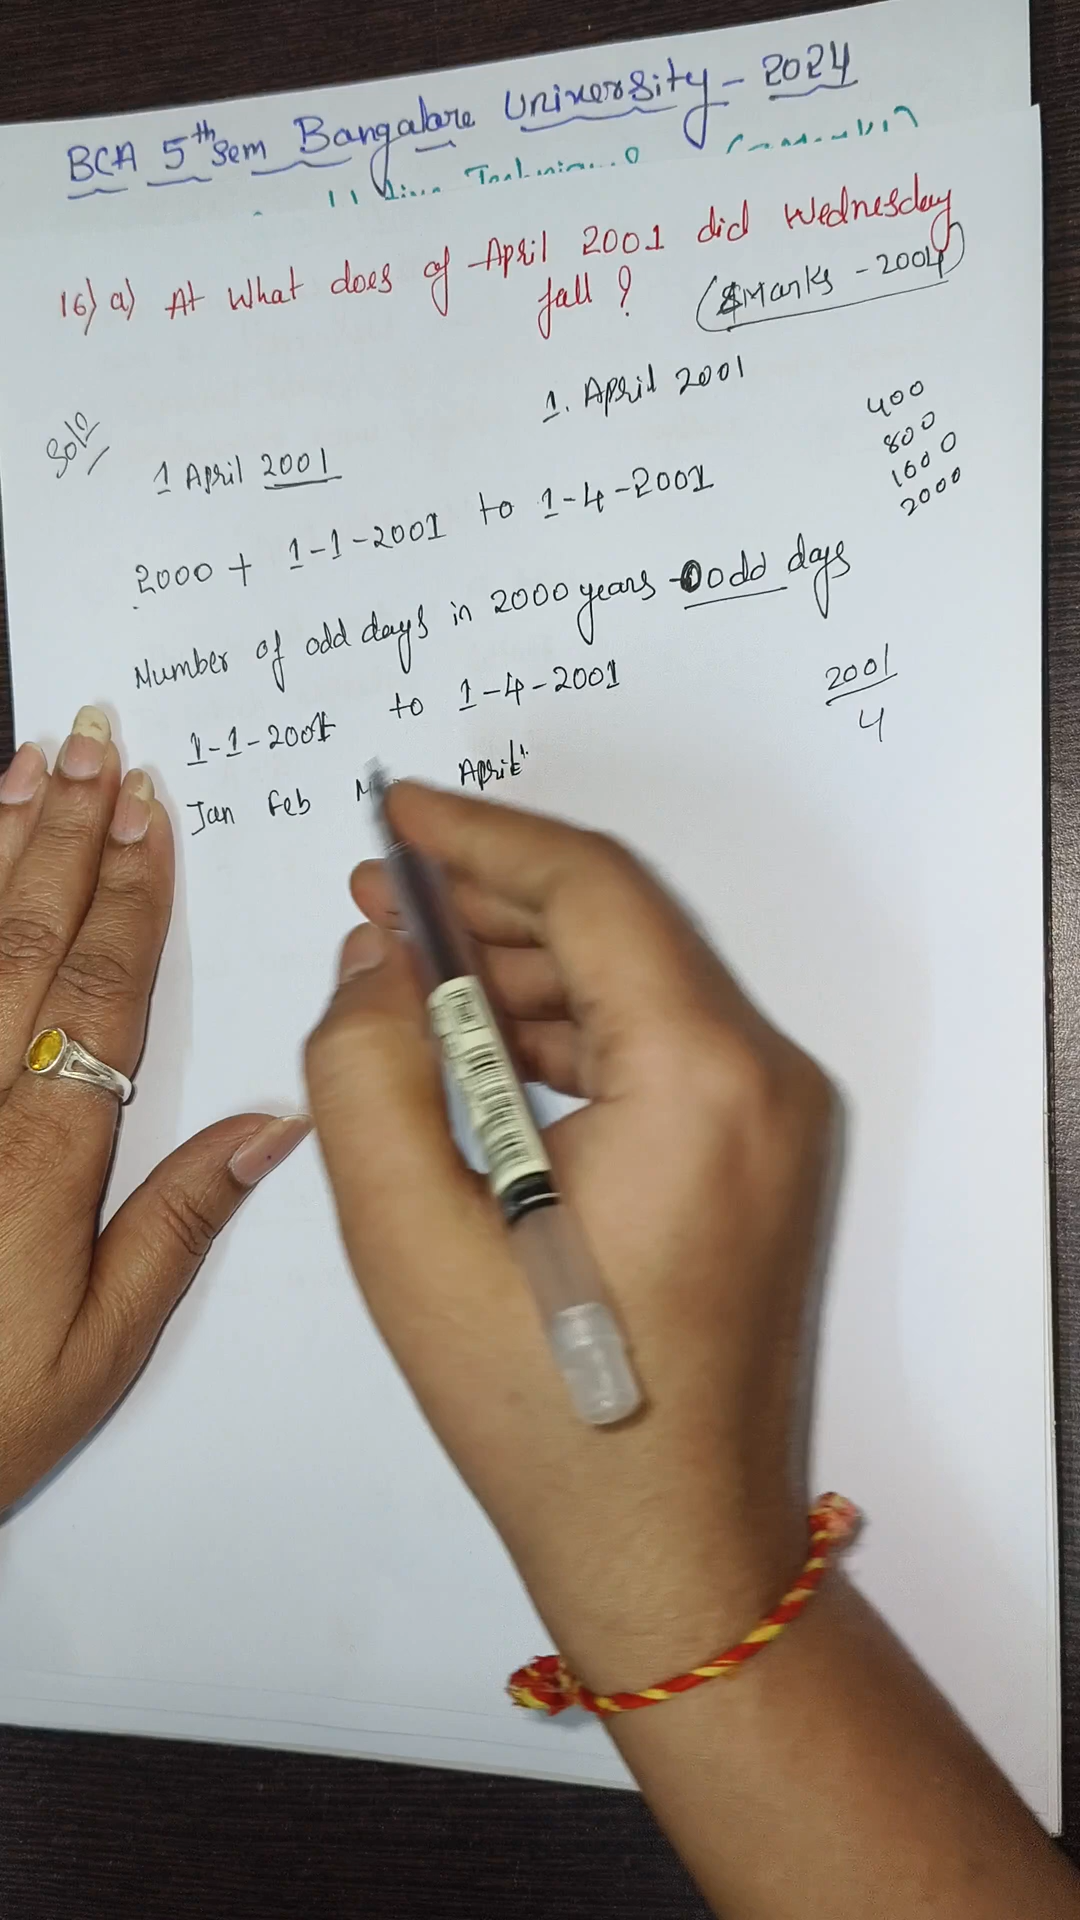 BCA 5th Sem Bangalore University - 2024
16) a) At What does of April 2001 did Wednesday
fall ?
Marks - 2004)
1. April 2001
Soln
1 April 2001
400
800
1600
2000
2000 + 1-1-2001 to 1-4-2001
Number of odd days in 2000 years - 0 odd days
1-1-2001 to 1-4-2001
2001
4
Jan Feb April